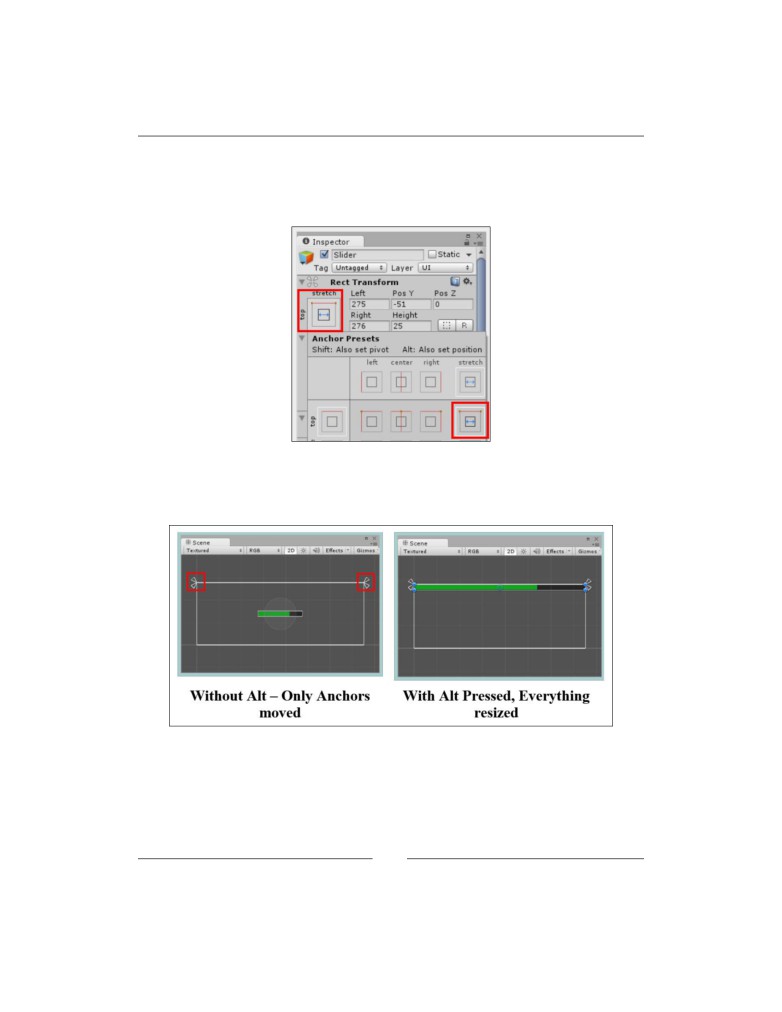 Inspector
Slider Static
Tag Untagged Layer UI
Rect Transform
stretch Left Pos Y Pos Z
top 275 -51 0
Right Height
276 25 R
Anchor Presets
Shift: Also set pivot Alt: Also set position
left center right stretch
top
Scene
Textured RGB 2D Effects Gizmos
Without Alt – Only Anchors
moved
Scene
Textured RGB 2D Effects Gizmos
With Alt Pressed, Everything
resized